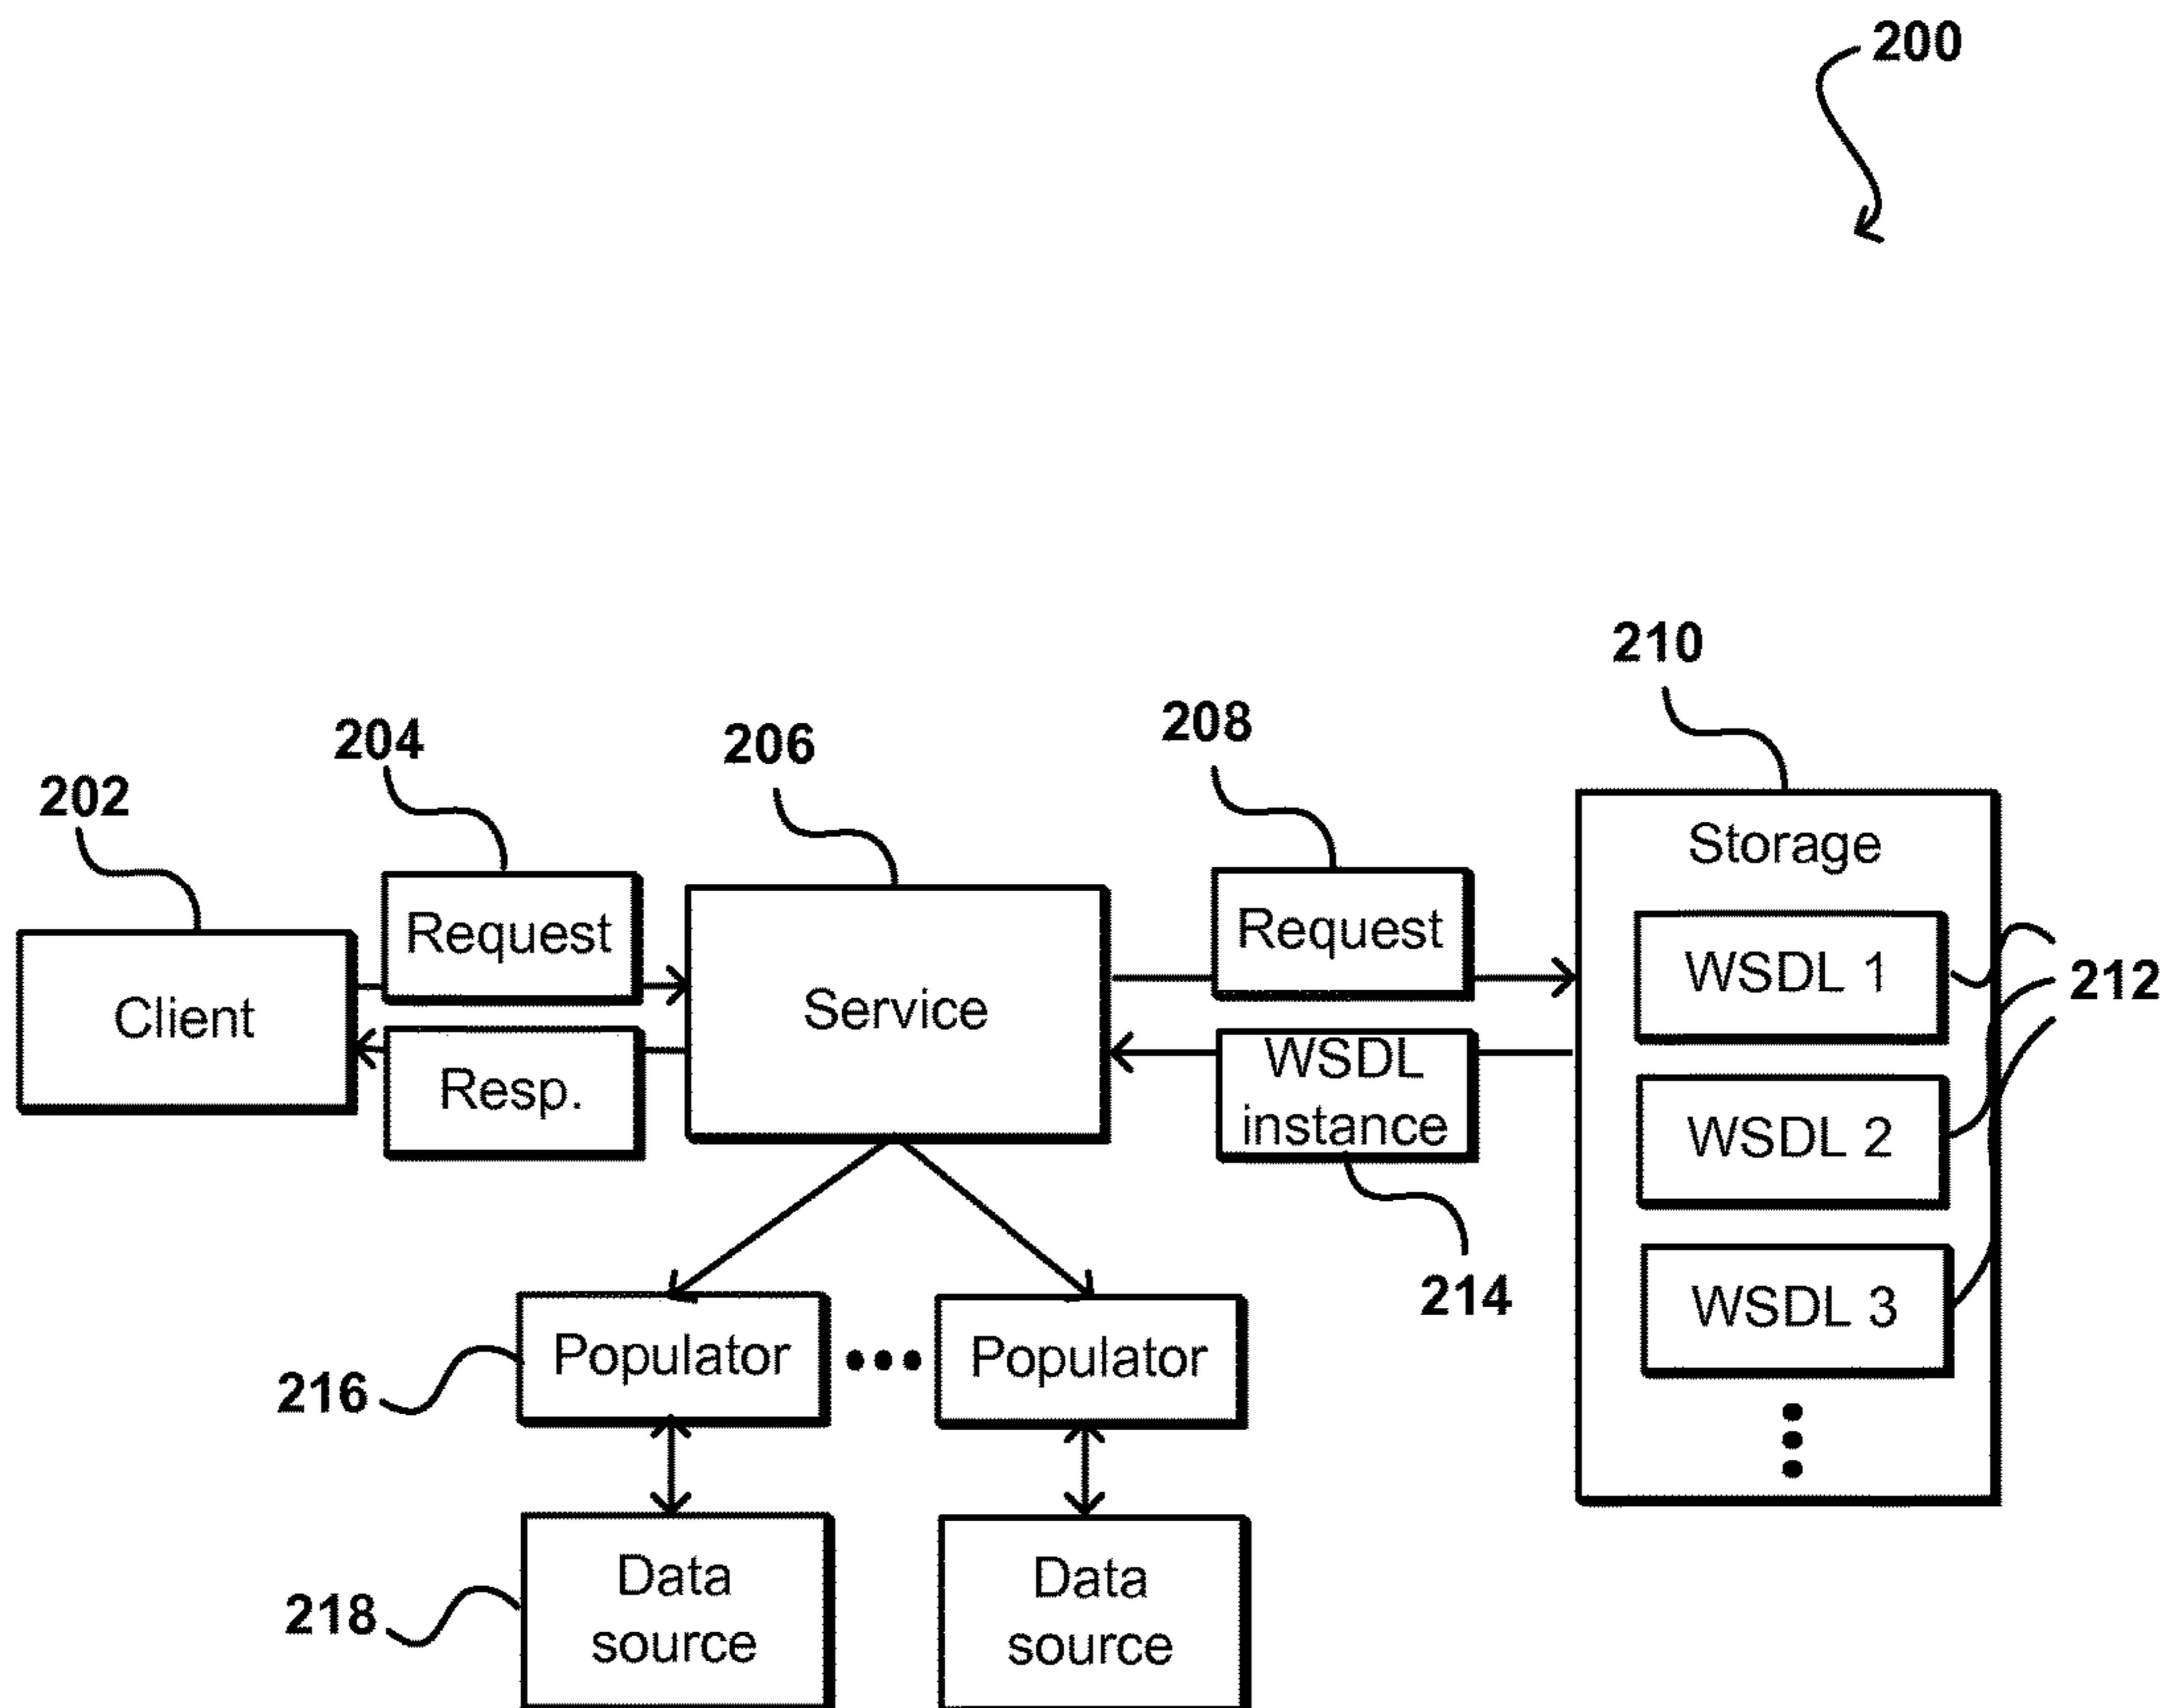 200
210
208
204
206
202
Storage
Request
Request
WSDL 1
212
Client
Service
WSDL
instance
Resp.
WSDL 2
214
WSDL 3
Populator
Populator
216
Data
source
Data
source
218